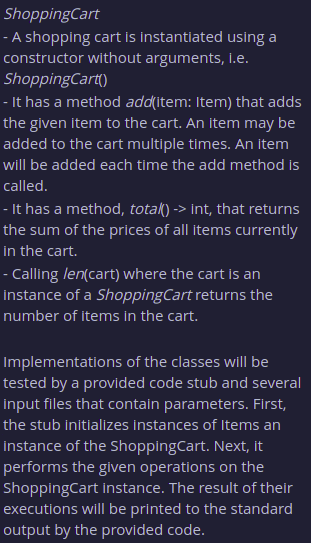 ShoppingCart
- A shopping cart is instantiated using a
constructor without arguments, i.e.
ShoppingCart()
- It has a method add(item: Item) that adds
the given item to the cart. An item may be
added to the cart multiple times. An item
will be added each time the add method is
called.
- It has a method, total() -> int, that returns
the sum of the prices of all items currently
in the cart.
- Calling len(cart) where the cart is an
instance of a ShoppingCart returns the
number of items in the cart.
Implementations of the classes will be
tested by a provided code stub and several
input files that contain parameters. First,
the stub initializes instances of Items an
instance of the ShoppingCart. Next, it
performs the given operations on the
ShoppingCart instance. The result of their
executions will be printed to the standard
output by the provided code.